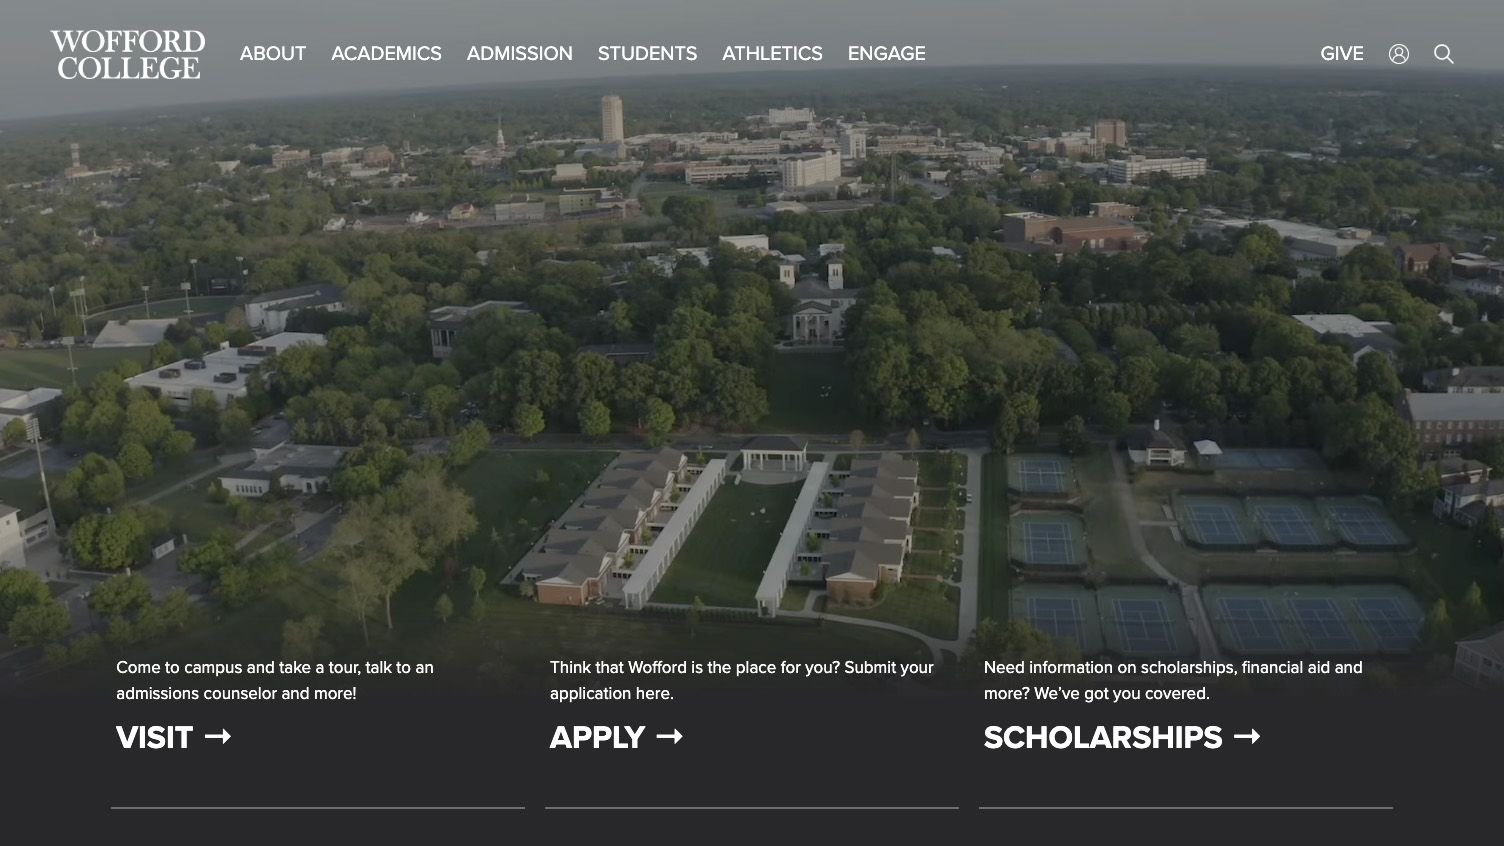 WOFFORD
COLLEGE
ABOUT ACADEMICS ADMISSION STUDENTS ATHLETICS ENGAGE
GIVE
Come to campus and take a tour, talk to an
admissions counselor and more!
VISIT →
Think that Wofford is the place for you? Submit your
application here.
APPLY →
Need information on scholarships, financial aid and
more? We've got you covered.
SCHOLARSHIPS →